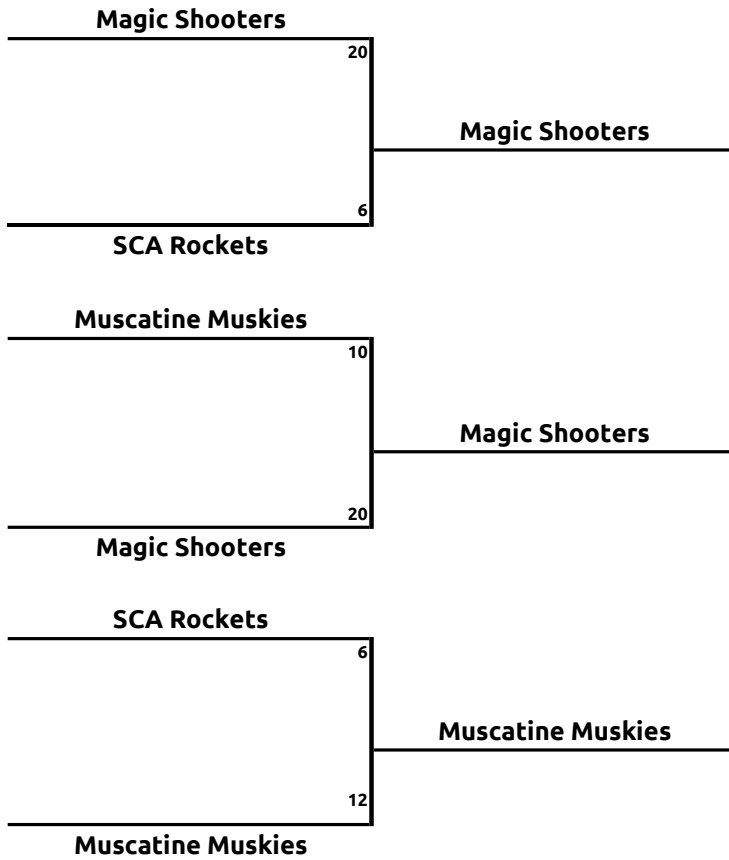 Magic Shooters
20
Magic Shooters
6
SCA Rockets
Muscatine Muskies
10
Magic Shooters
20
Magic Shooters
SCA Rockets
6
Muscatine Muskies
12
Muscatine Muskies